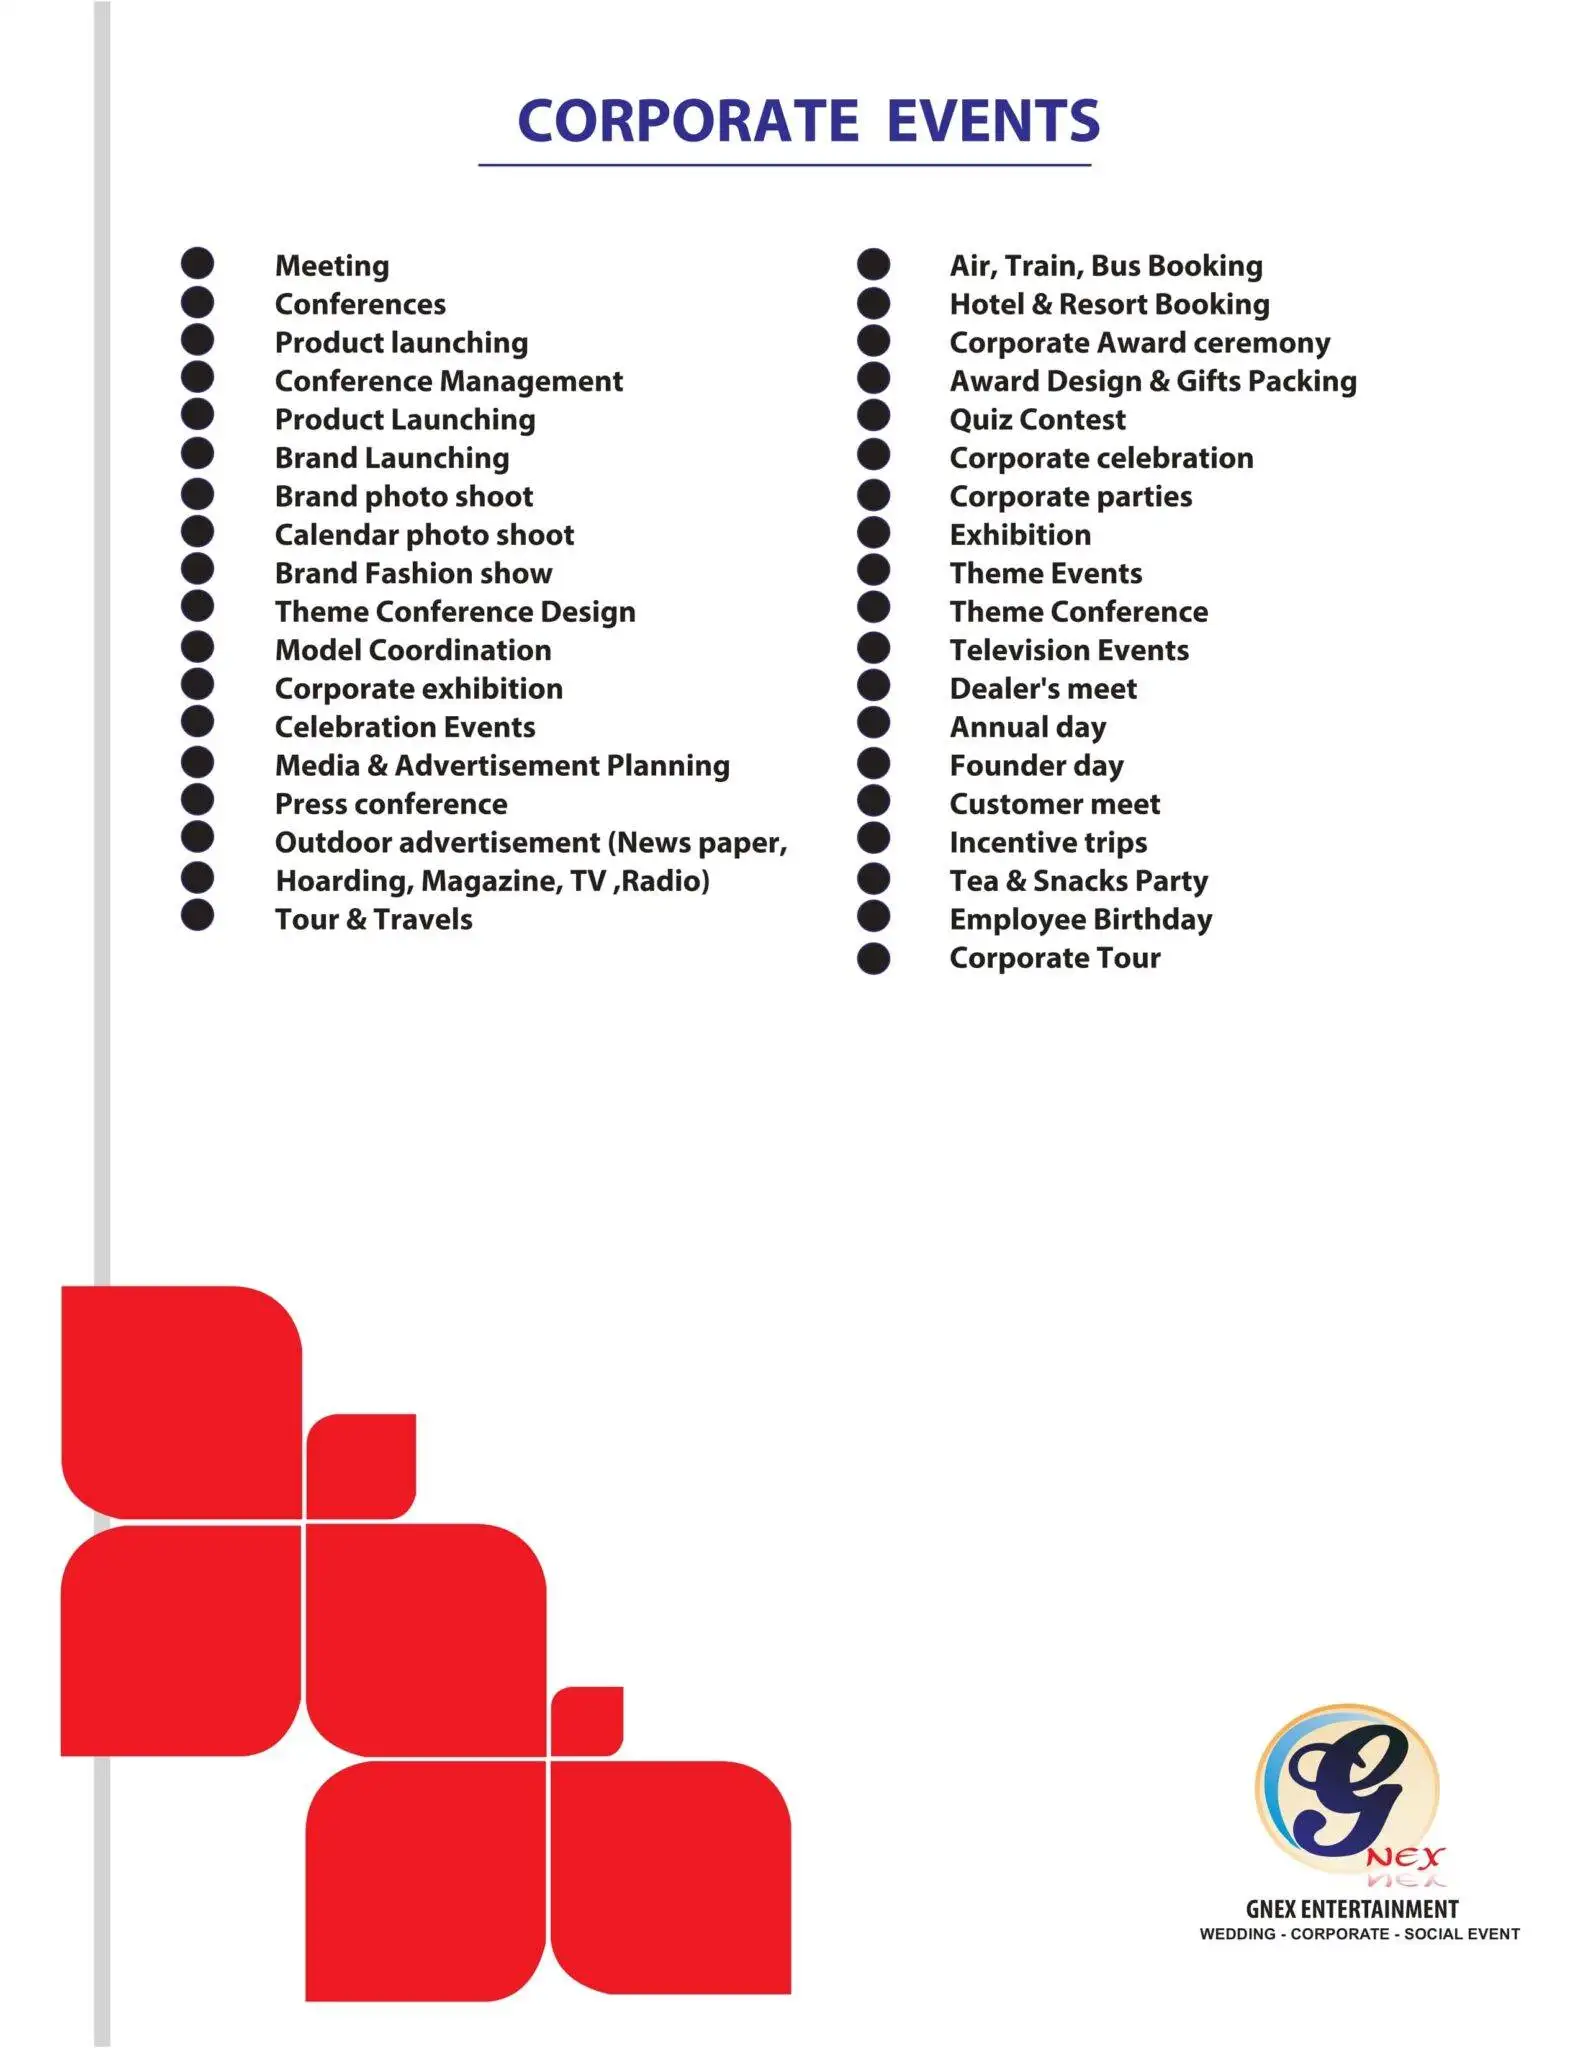 CORPORATE EVENTS
Meeting
Conferences
Product launching
Conference Management
Product Launching
Brand Launching
Brand photo shoot
Calendar photo shoot
Brand Fashion show
Theme Conference Design
Model Coordination
Corporate exhibition
Celebration Events
Media & Advertisement Planning
Press conference
Outdoor advertisement (News paper,
Hoarding, Magazine, TV ,Radio)
Tour & Travels
Air, Train, Bus Booking
Hotel & Resort Booking
Corporate Award ceremony
Award Design & Gifts Packing
Quiz Contest
Corporate celebration
Corporate parties
Exhibition
Theme Events
Theme Conference
Television Events
Dealer's meet
Annual day
Founder day
Customer meet
Incentive trips
Tea & Snacks Party
Employee Birthday
Corporate Tour
G
NEX
GNEX ENTERTAINMENT
WEDDING - CORPORATE - SOCIAL EVENT